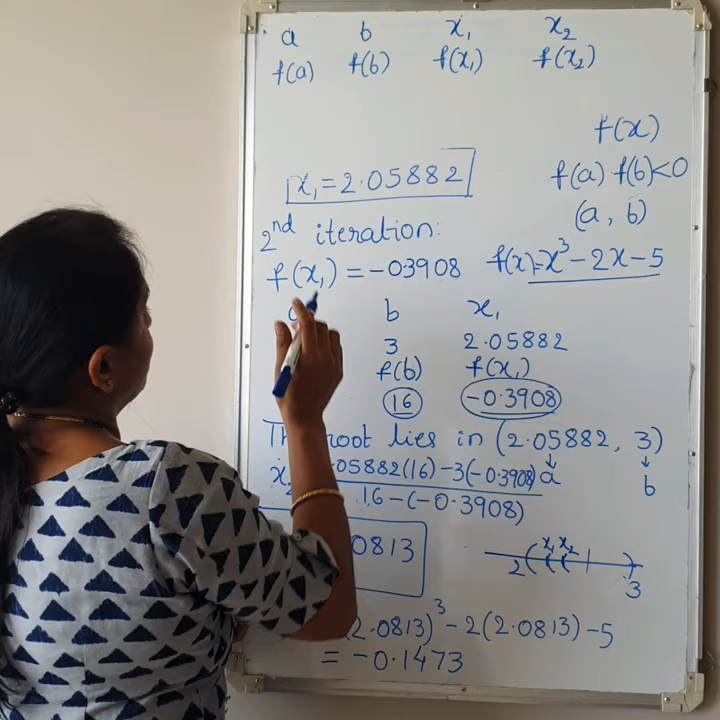 a b x₁ x₂
f(a) f(b) f(x₁) f(x₂)
f(x)
f(a) f(b)<0
(a, b)
x₁ = 2.05882
2nd iteration:
f(x₁) = -03908 f(x)=x³-2x-5
b x₁
3 2.05882
f(b) f(x₁)
16 -0.3908
root lies in (2.05882, 3)
05882(16)-3(-0.3908) a b
16-(-0.3908)
0813
2 x₁ x₂ 3
(2.0813)³-2(2.0813)-5
= -0.1473